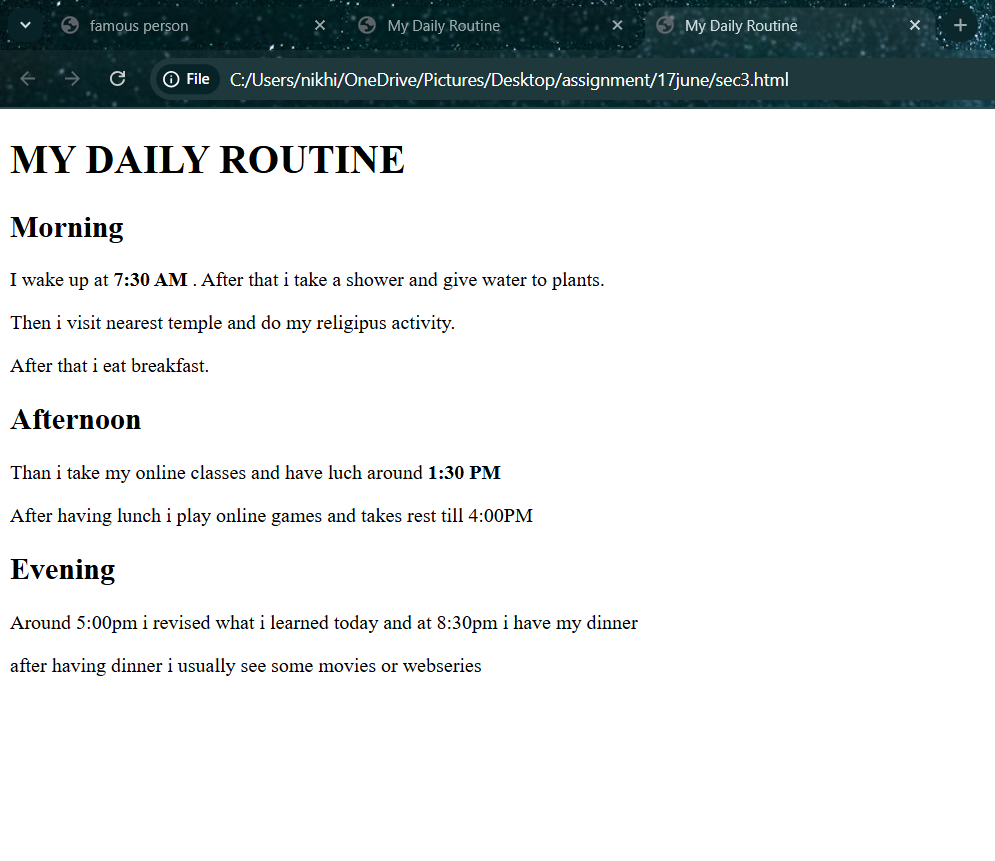 famous person
My Daily Routine
My Daily Routine
File
C:/Users/nikhi/OneDrive/Pictures/Desktop/assignment/17june/sec3.html
MY DAILY ROUTINE
Morning
I wake up at 7:30 AM . After that i take a shower and give water to plants.
Then i visit nearest temple and do my religipus activity.
After that i eat breakfast.
Afternoon
Than i take my online classes and have luch around 1:30 PM
After having lunch i play online games and takes rest till 4:00PM
Evening
Around 5:00pm i revised what i learned today and at 8:30pm i have my dinner
after having dinner i usually see some movies or webseries